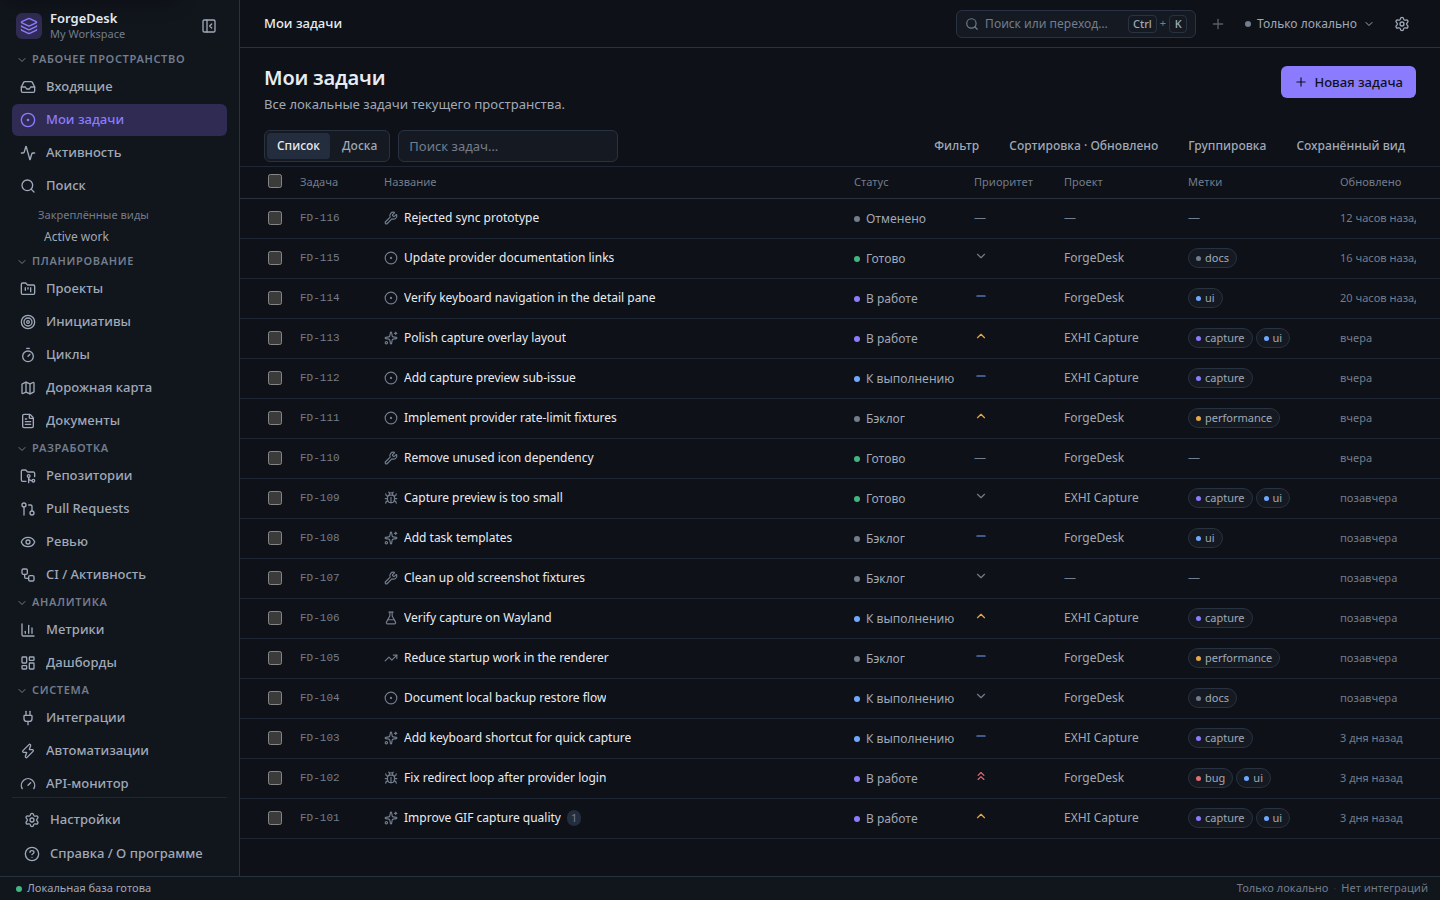 ForgeDesk
My Workspace
РАБОЧЕЕ ПРОСТРАНСТВО
Входящие
Мои задачи
Активность
Поиск
Закреплённые виды
Active work
ПЛАНИРОВАНИЕ
Проекты
Инициативы
Циклы
Дорожная карта
Документы
РАЗРАБОТКА
Репозитории
Pull Requests
Ревью
CI / Активность
АНАЛИТИКА
Метрики
Дашборды
СИСТЕМА
Интеграции
Автоматизации
API-монитор
Настройки
Справка / О программе
Мои задачи
Поиск или переход... Ctrl + K
Только локально
Мои задачи
Все локальные задачи текущего пространства.
Новая задача
Список Доска Поиск задач...
Фильтр Сортировка · Обновлено Группировка Сохранённый вид
Задача Название Статус Приоритет Проект Метки Обновлено
FD-116 Rejected sync prototype Отменено — — — 12 часов наза
FD-115 Update provider documentation links Готово ForgeDesk docs 16 часов наза
FD-114 Verify keyboard navigation in the detail pane В работе ForgeDesk ui 20 часов наза
FD-113 Polish capture overlay layout В работе EXHI Capture capture ui вчера
FD-112 Add capture preview sub-issue К выполнению EXHI Capture capture вчера
FD-111 Implement provider rate-limit fixtures Бэклог ForgeDesk performance вчера
FD-110 Remove unused icon dependency Готово — ForgeDesk — вчера
FD-109 Capture preview is too small Готово EXHI Capture capture ui позавчера
FD-108 Add task templates Бэклог ForgeDesk ui позавчера
FD-107 Clean up old screenshot fixtures Бэклог — — позавчера
FD-106 Verify capture on Wayland К выполнению EXHI Capture capture позавчера
FD-105 Reduce startup work in the renderer Бэклог ForgeDesk performance позавчера
FD-104 Document local backup restore flow К выполнению ForgeDesk docs позавчера
FD-103 Add keyboard shortcut for quick capture К выполнению EXHI Capture capture 3 дня назад
FD-102 Fix redirect loop after provider login В работе ForgeDesk bug ui 3 дня назад
FD-101 Improve GIF capture quality 1 В работе EXHI Capture capture ui 3 дня назад
Локальная база готова
Только локально · Нет интеграций